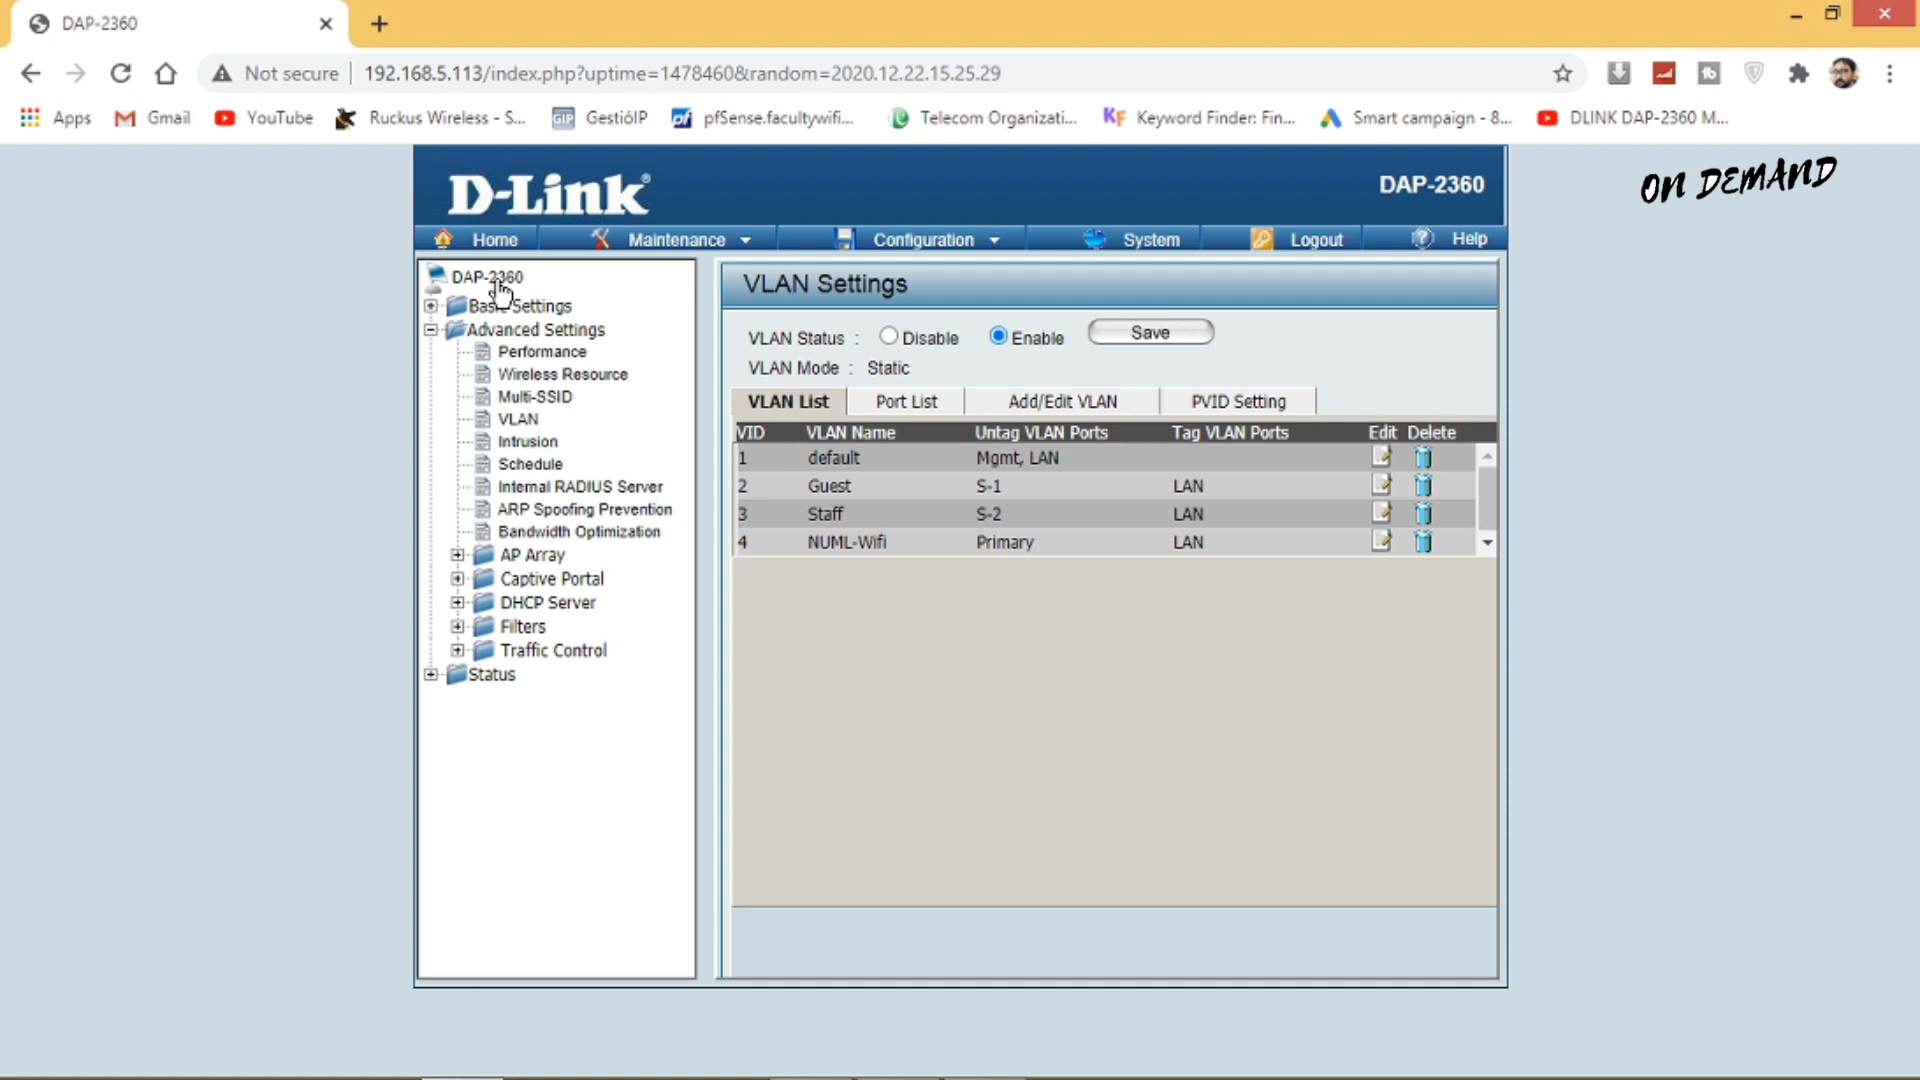 DAP-2360
Not secure 192.168.5.113/index.php?uptime=1478460&random=2020.12.22.15.25.29
Apps Gmail YouTube Ruckus Wireless - S... GIP GestióIP pf pfSense.facultywifi... Telecom Organizati... KF Keyword Finder: Fin... Smart campaign - 8... DLINK DAP-2360 M...
ON DEMAND
D-Link® DAP-2360
Home Maintenance Configuration System Logout Help
DAP-2360
Basic Settings
Advanced Settings
Performance
Wireless Resource
Multi-SSID
VLAN
Intrusion
Schedule
Internal RADIUS Server
ARP Spoofing Prevention
Bandwidth Optimization
AP Array
Captive Portal
DHCP Server
Filters
Traffic Control
Status
VLAN Settings
VLAN Status : Disable Enable Save
VLAN Mode : Static
VLAN List Port List Add/Edit VLAN PVID Setting
VID VLAN Name Untag VLAN Ports Tag VLAN Ports Edit Delete
1 default Mgmt, LAN
2 Guest S-1 LAN
3 Staff S-2 LAN
4 NUML-Wifi Primary LAN